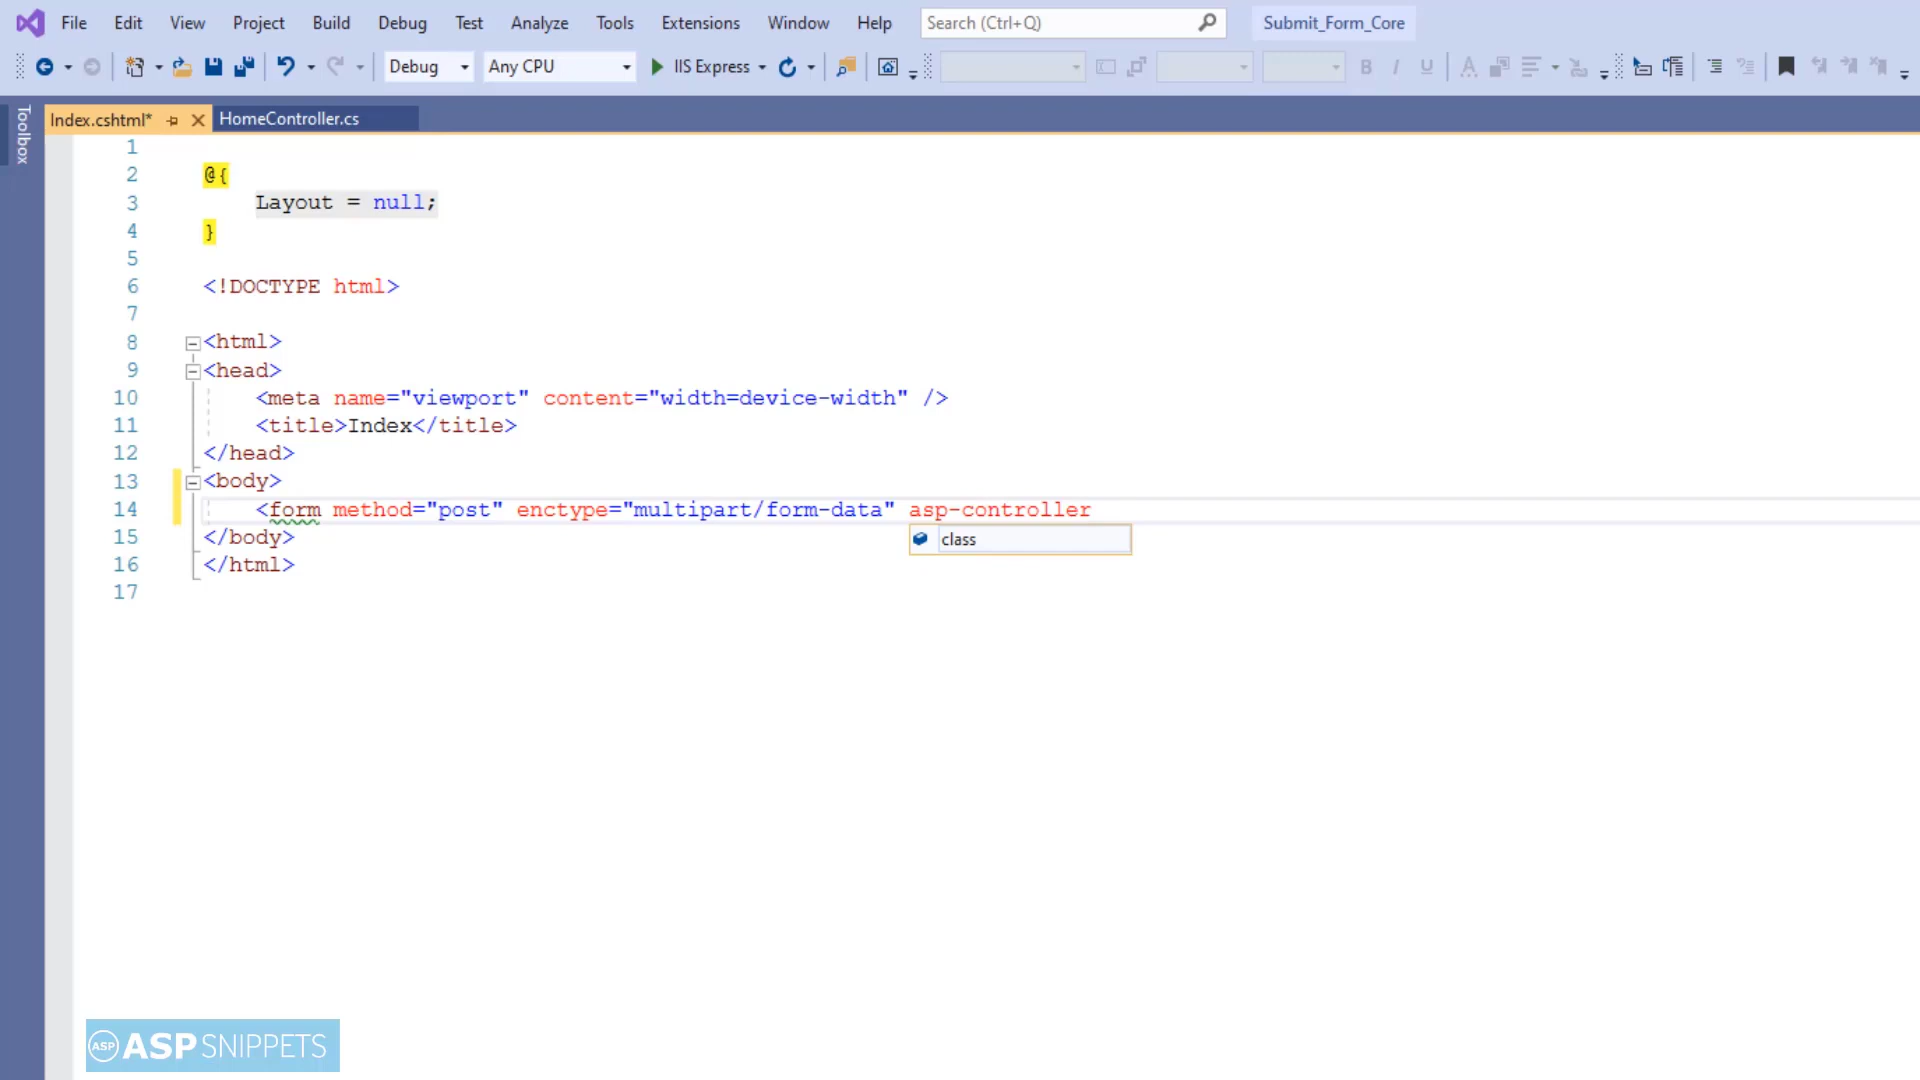 File Edit View Project Build Debug Test Analyze Tools Extensions Window Help Search (Ctrl+Q) Submit_Form_Core
Debug Any CPU IIS Express B I U A
Toolbox
Index.cshtml* HomeController.cs
1
2 @{
3 Layout = null;
4 }
5
6 <!DOCTYPE html>
7
8 <html>
9 <head>
10 <meta name="viewport" content="width=device-width" />
11 <title>Index</title>
12 </head>
13 <body>
14 <form method="post" enctype="multipart/form-data" asp-controller
class
15 </body>
16 </html>
17
ASP ASPSNIPPETS